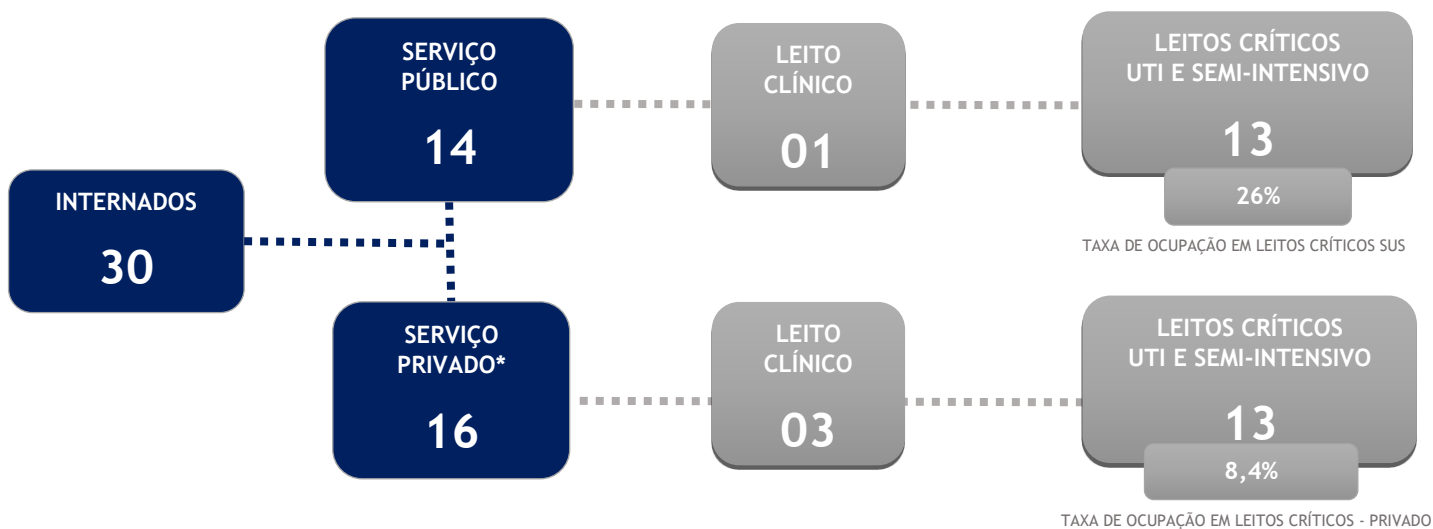 INTERNADOS
30
SERVIÇO
PÚBLICO
14
LEITO
CLÍNICO
01
LEITOS CRÍTICOS
UTI E SEMI-INTENSIVO
13
26%
TAXA DE OCUPAÇÃO EM LEITOS CRÍTICOS SUS
SERVIÇO
PRIVADO*
16
LEITO
CLÍNICO
03
LEITOS CRÍTICOS
UTI E SEMI-INTENSIVO
13
8,4%
TAXA DE OCUPAÇÃO EM LEITOS CRÍTICOS - PRIVADO